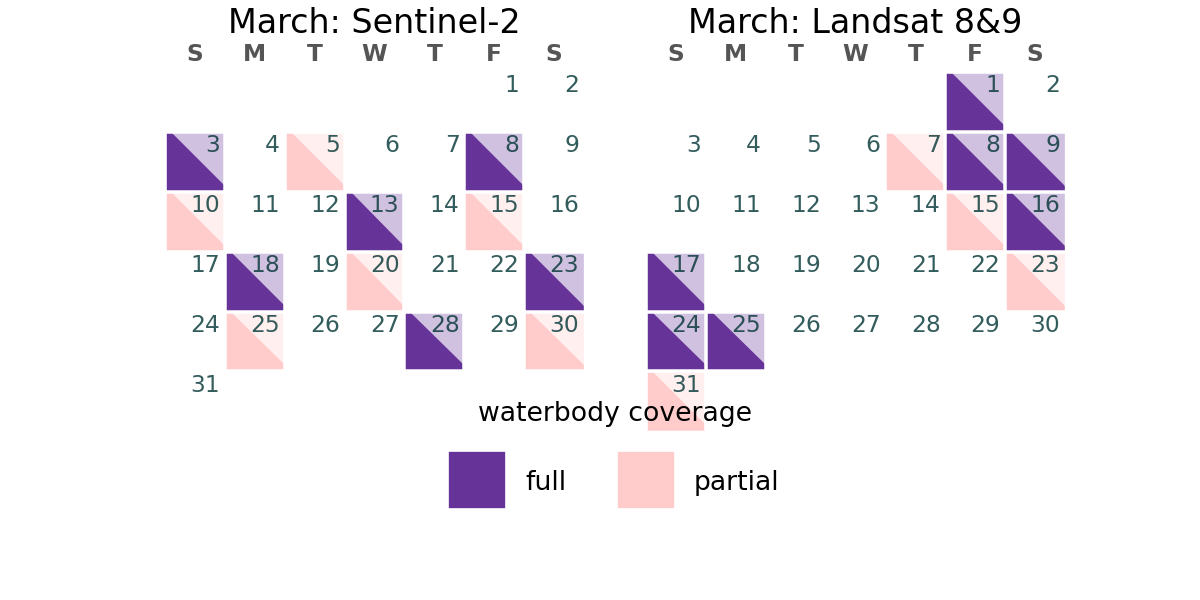 March: Sentinel-2
S M T W T F S
1 2
3 4 5 6 7 8 9
10 11 12 13 14 15 16
17 18 19 20 21 22 23
24 25 26 27 28 29 30
31
March: Landsat 8&9
S M T W T F S
1 2
3 4 5 6 7 8 9
10 11 12 13 14 15 16
17 18 19 20 21 22 23
24 25 26 27 28 29 30
31
waterbody coverage
full partial